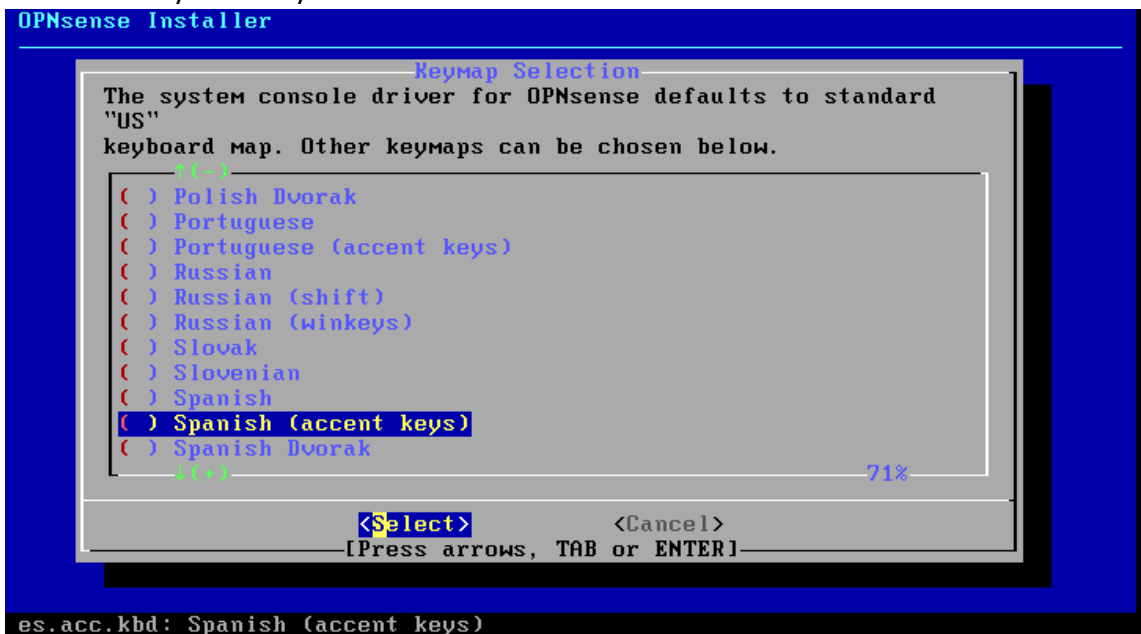 OPNsense Installer
Keymap Selection
The system console driver for OPNsense defaults to standard
"US"
keyboard map. Other keymaps can be chosen below.
↑(-)
( ) Polish Dvorak
( ) Portuguese
( ) Portuguese (accent keys)
( ) Russian
( ) Russian (shift)
( ) Russian (winkeys)
( ) Slovak
( ) Slovenian
( ) Spanish
( ) Spanish (accent keys)
( ) Spanish Dvorak
↓(+) 71%
<Select> <Cancel>
[Press arrows, TAB or ENTER]
es.acc.kbd: Spanish (accent keys)